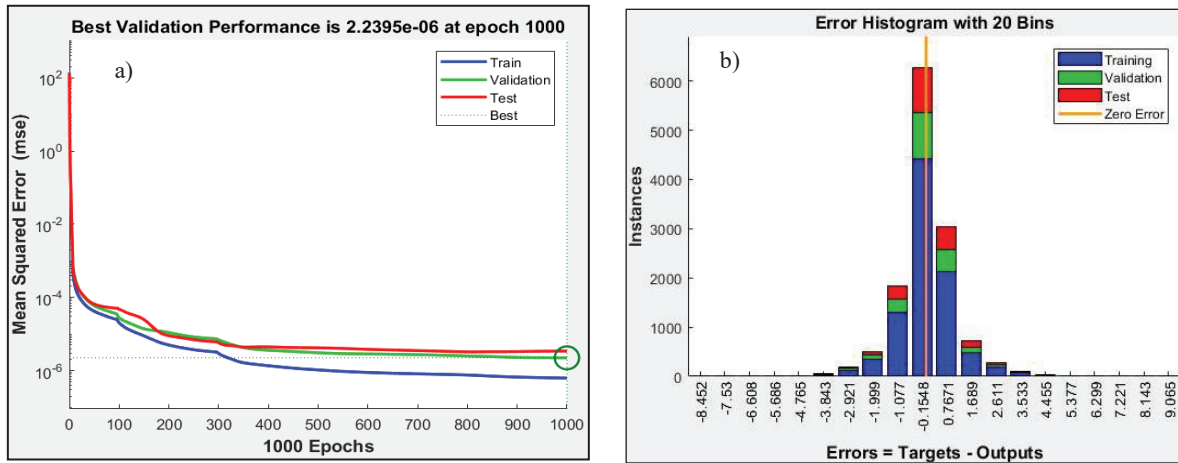 Best Validation Performance is 2.2395e-06 at epoch 1000
a)
Train
Validation
Test
Best
Mean Squared Error (mse)
10^2
10^0
10^-2
10^-4
10^-6
0 100 200 300 400 500 600 700 800 900 1000
1000 Epochs
Error Histogram with 20 Bins
b)
Training
Validation
Test
Zero Error
Instances
6000
5000
4000
3000
2000
1000
0
-8.452 -7.53 -6.608 -5.686 -4.765 -3.843 -2.921 -1.999 -1.077 -0.1548 0.7671 1.689 2.611 3.533 4.455 5.377 6.299 7.221 8.143 9.065
Errors = Targets - Outputs